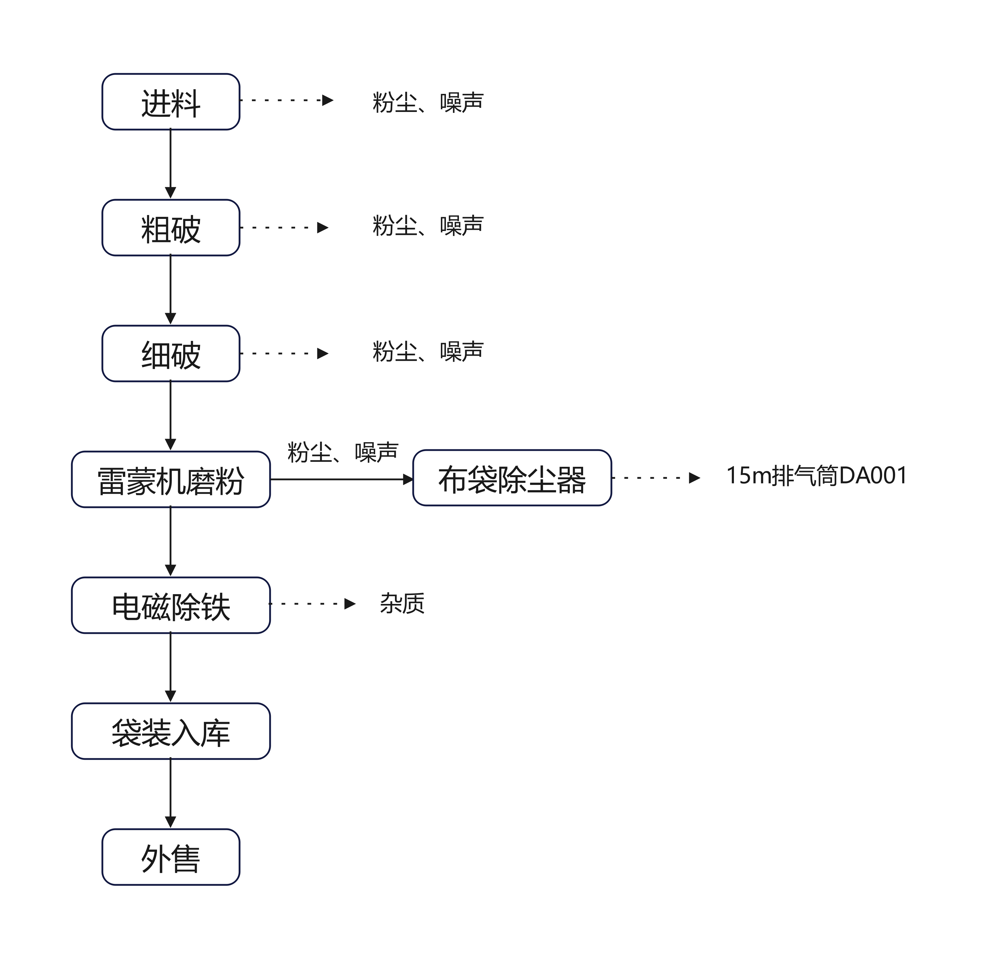 进料
粉尘、噪声
粗破
粉尘、噪声
细破
粉尘、噪声
粉尘、噪声
雷蒙机磨粉
布袋除尘器
15m排气筒DA001
电磁除铁
杂质
袋装入库
外售